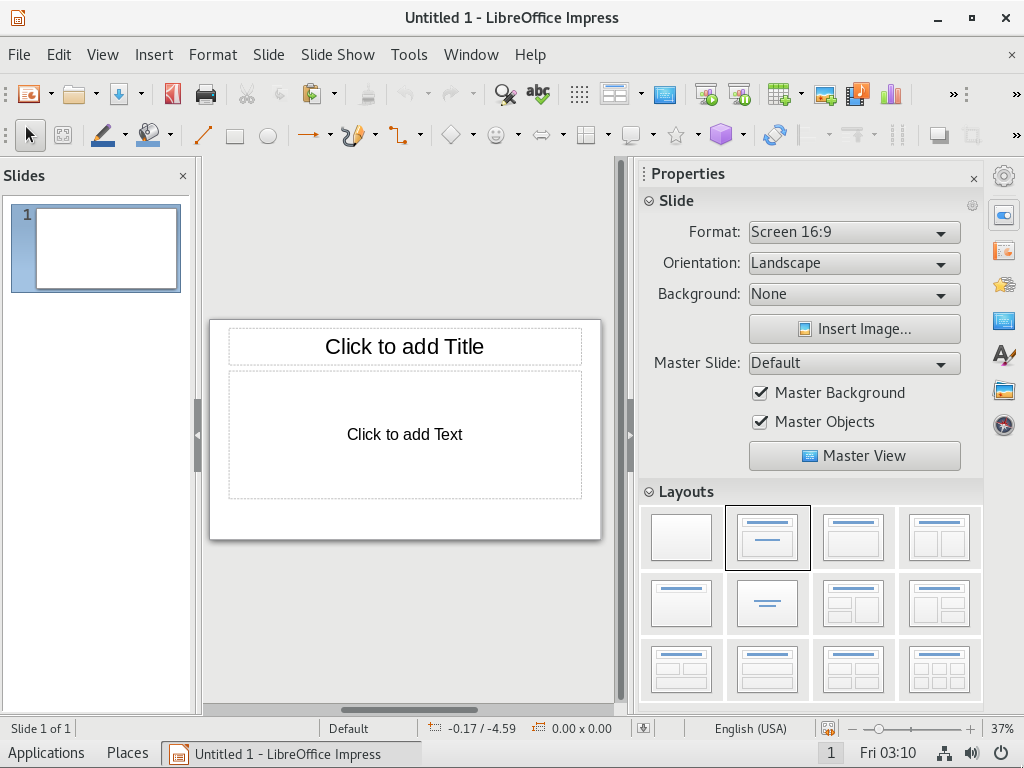 Untitled 1 - LibreOffice Impress
File Edit View Insert Format Slide Slide Show Tools Window Help
abc
Slides
1
Click to add Title
Click to add Text
Properties
Slide
Format: Screen 16:9
Orientation: Landscape
Background: None
Insert Image...
Master Slide: Default
Master Background
Master Objects
Master View
Layouts
Slide 1 of 1 Default -0.17 / -4.59 0.00 x 0.00 English (USA) 37%
Applications Places Untitled 1 - LibreOffice Impress 1 Fri 03:10